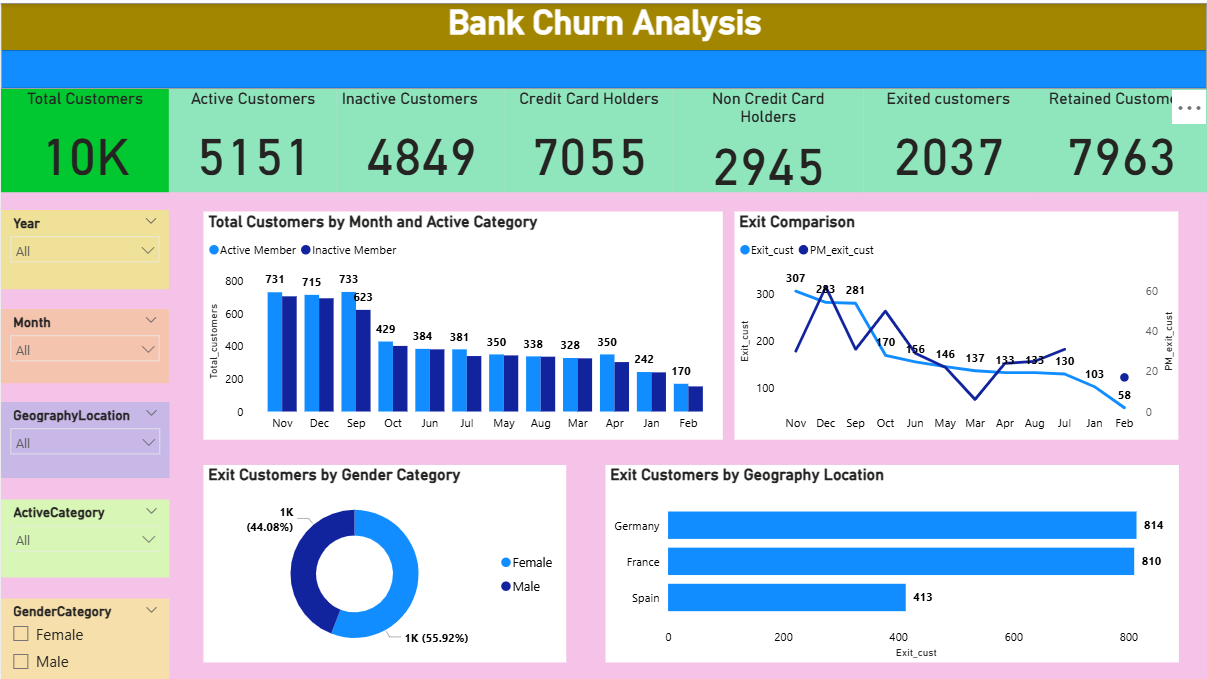 Bank Churn Analysis
Total Customers
10K
Active Customers
5151
Inactive Customers
4849
Credit Card Holders
7055
Non Credit Card
Holders
2945
Exited customers
2037
Retained Custome
7963
Year
All
Month
All
GeographyLocation
All
ActiveCategory
All
GenderCategory
Female
Male
Total Customers by Month and Active Category
Active Member Inactive Member
Total_customers
800
600
400
200
0
731 715 733 623 429 384 381 350 338 328 350 242 170
Nov Dec Sep Oct Jun Jul May Aug Mar Apr Jan Feb
Exit Comparison
Exit_cust PM_exit_cust
Exit_cust
300
200
100
307 283 281 170 156 146 137 133 133 130 103 58
60
40
20
0
PM_exit_cust
Nov Dec Sep Oct Jun May Mar Apr Aug Jul Jan Feb
Exit Customers by Gender Category
1K
(44.08%)
1K (55.92%)
Female
Male
Exit Customers by Geography Location
Germany 814
France 810
Spain 413
0 200 400 600 800
Exit_cust